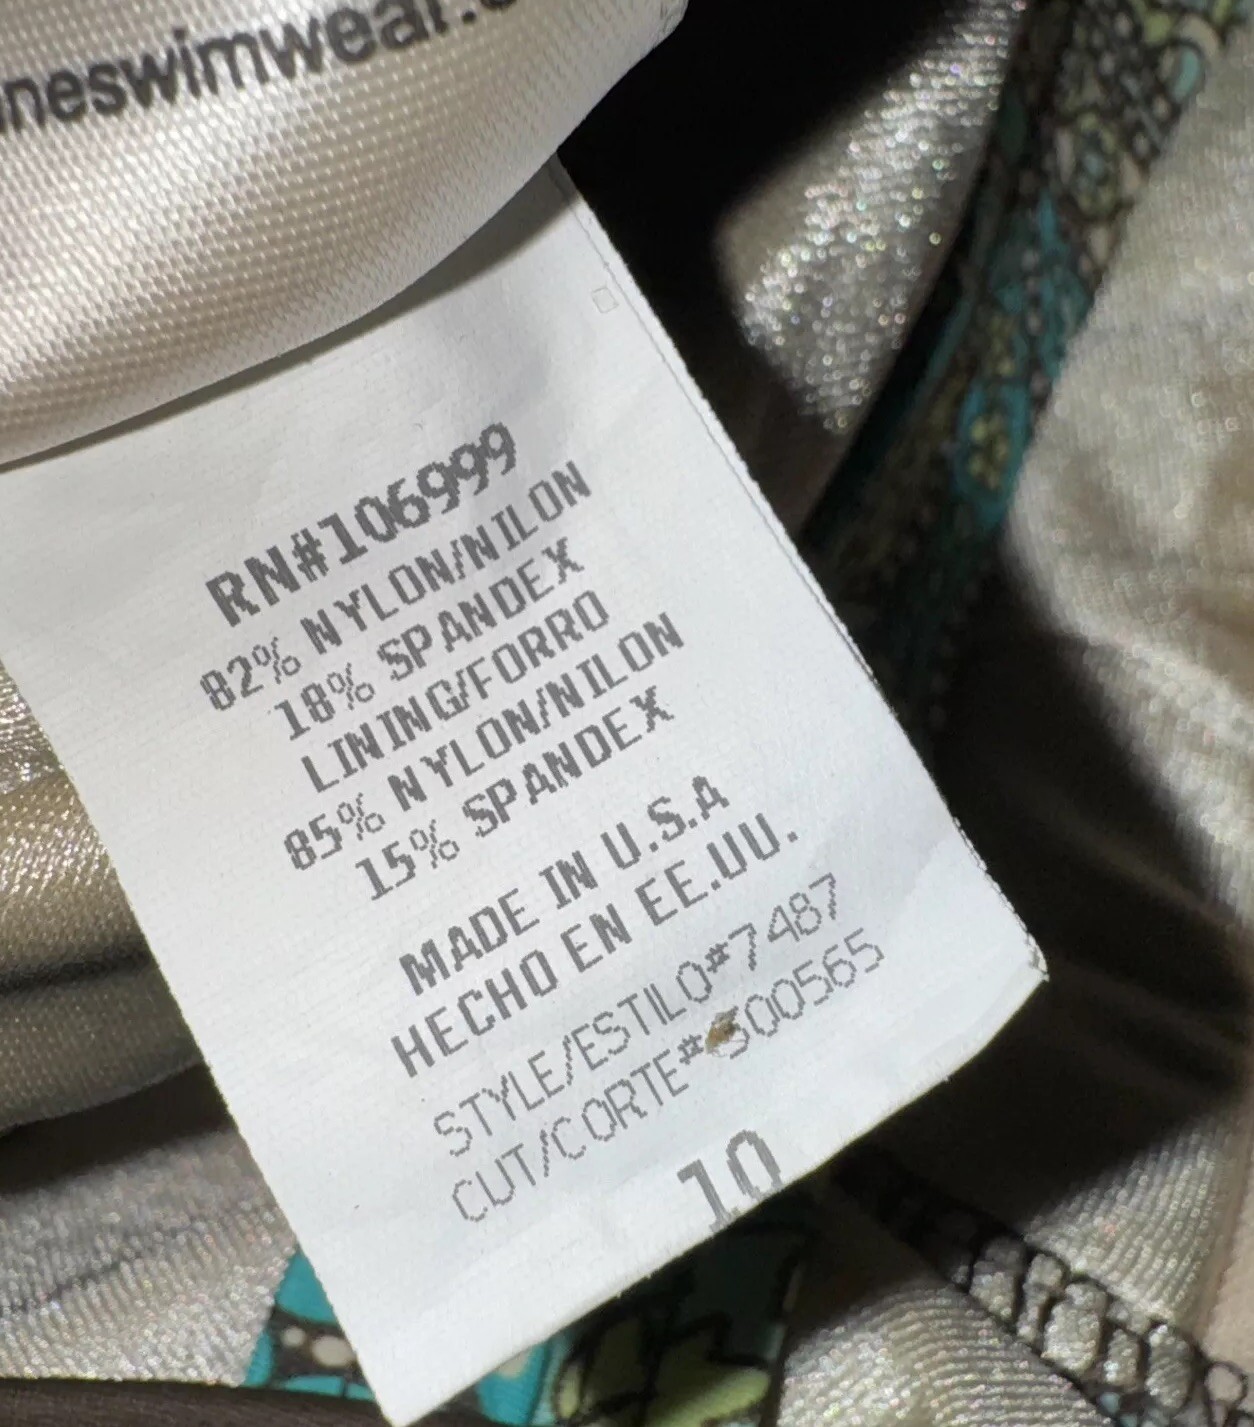 neswimwear.c
RN#106999
82% NYLON/NILON
18% SPANDEX
LINING/FORRO
85% NYLON/NILON
15% SPANDEX
MADE IN U.S.A
HECHO EN EE.UU.
STYLE/ESTILO#7487
CUT/CORTE#500565
10